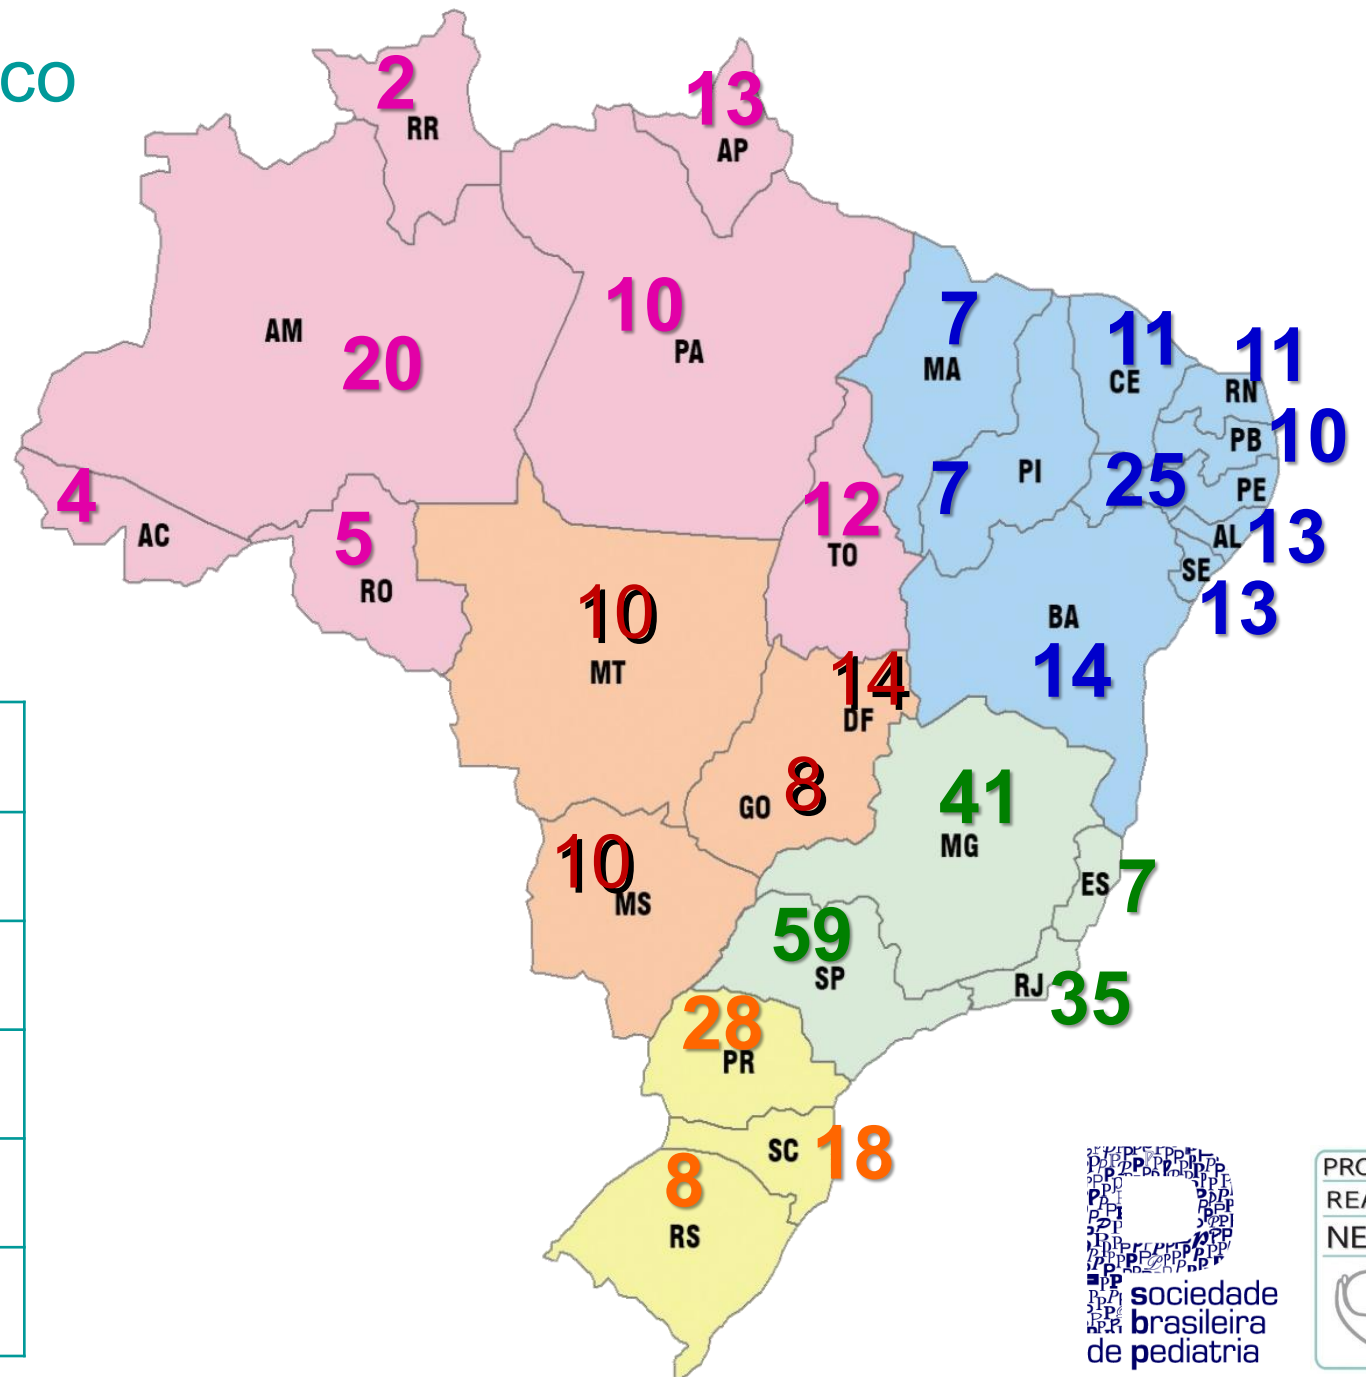 co
2
RR
13
AP
AM
20
10
PA
7
MA
11
CE
11
RN
PB
10
4
AC
5
RO
12
TO
7
PI
25
PE
AL
13
SE
13
BA
14
10
MT
14
DF
GO
8
41
MG
10
MS
ES
7
59
SP
RJ
35
28
PR
SC
18
8
RS
sociedade
brasileira
de pediatria
PRO
REA
NE